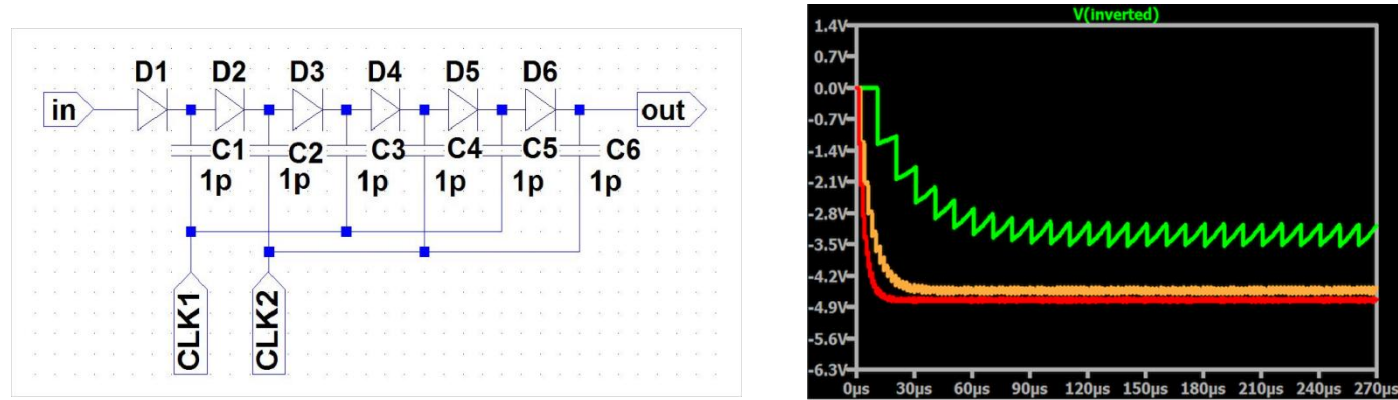 D1 D2 D3 D4 D5 D6
in
out
C1 C2 C3 C4 C5 C6
1p 1p 1p 1p 1p 1p
CLK1
CLK2
V(inverted)
1.4V
0.7V
0.0V
-0.7V
-1.4V
-2.1V
-2.8V
-3.5V
-4.2V
-4.9V
-5.6V
-6.3V
0µs 30µs 60µs 90µs 120µs 150µs 180µs 210µs 240µs 270µs